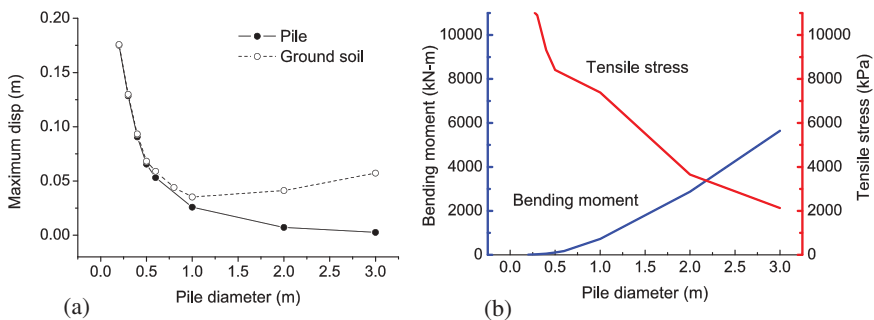 Maximum disp (m)
0.20
0.15
0.10
0.05
0.00
Pile
Ground soil
0.0 0.5 1.0 1.5 2.0 2.5 3.0
Pile diameter (m)
(a)
Bending moment (kN-m)
10000
8000
6000
4000
2000
0
Tensile stress
Bending moment
10000
8000
6000
4000
2000
0
Tensile stress (kPa)
0.0 0.5 1.0 1.5 2.0 2.5 3.0
Pile diameter (m)
(b)